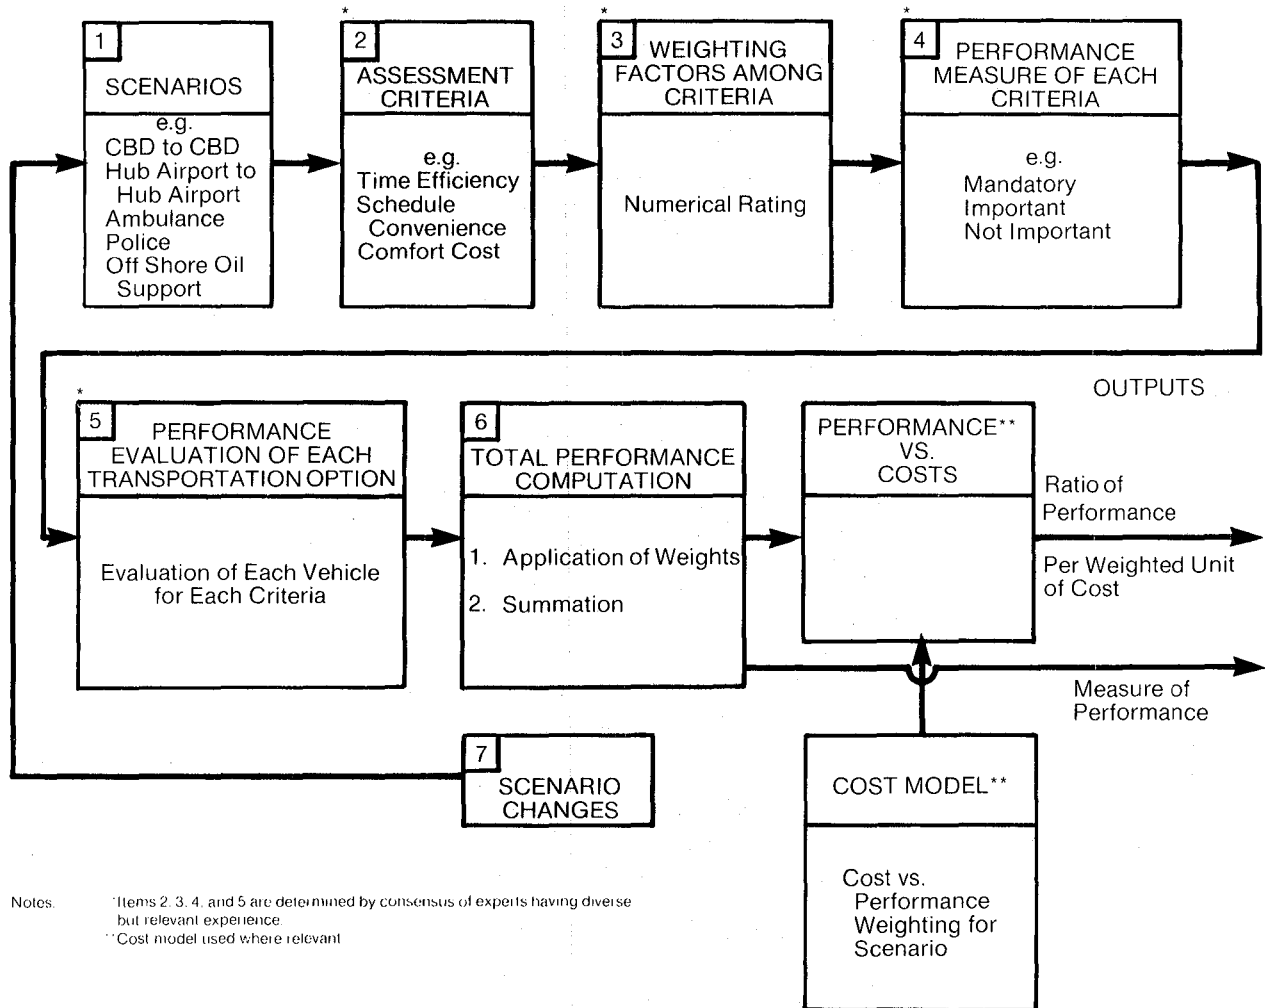 *
1
SCENARIOS
e.g.
CBD to CBD
Hub Airport to
Hub Airport
Ambulance
Police
Off Shore Oil
Support
*
2
ASSESSMENT
CRITERIA
e.g.
Time Efficiency
Schedule
Convenience
Comfort Cost
*
3
WEIGHTING
FACTORS AMONG
CRITERIA
Numerical Rating
*
4
PERFORMANCE
MEASURE OF EACH
CRITERIA
e.g.
Mandatory
Important
Not Important
5
PERFORMANCE
EVALUATION OF EACH
TRANSPORTATION OPTION
Evaluation of Each Vehicle
for Each Criteria
6
TOTAL PERFORMANCE
COMPUTATION
1. Application of Weights
2. Summation
PERFORMANCE**
VS.
COSTS
OUTPUTS
Ratio of
Performance
Per Weighted Unit
of Cost
Measure of
Performance
7
SCENARIO
CHANGES
COST MODEL**
Cost vs.
Performance
Weighting for
Scenario
Notes:
*Items 2, 3, 4, and 5 are determined by consensus of experts having diverse
but relevant experience.
**Cost model used where relevant